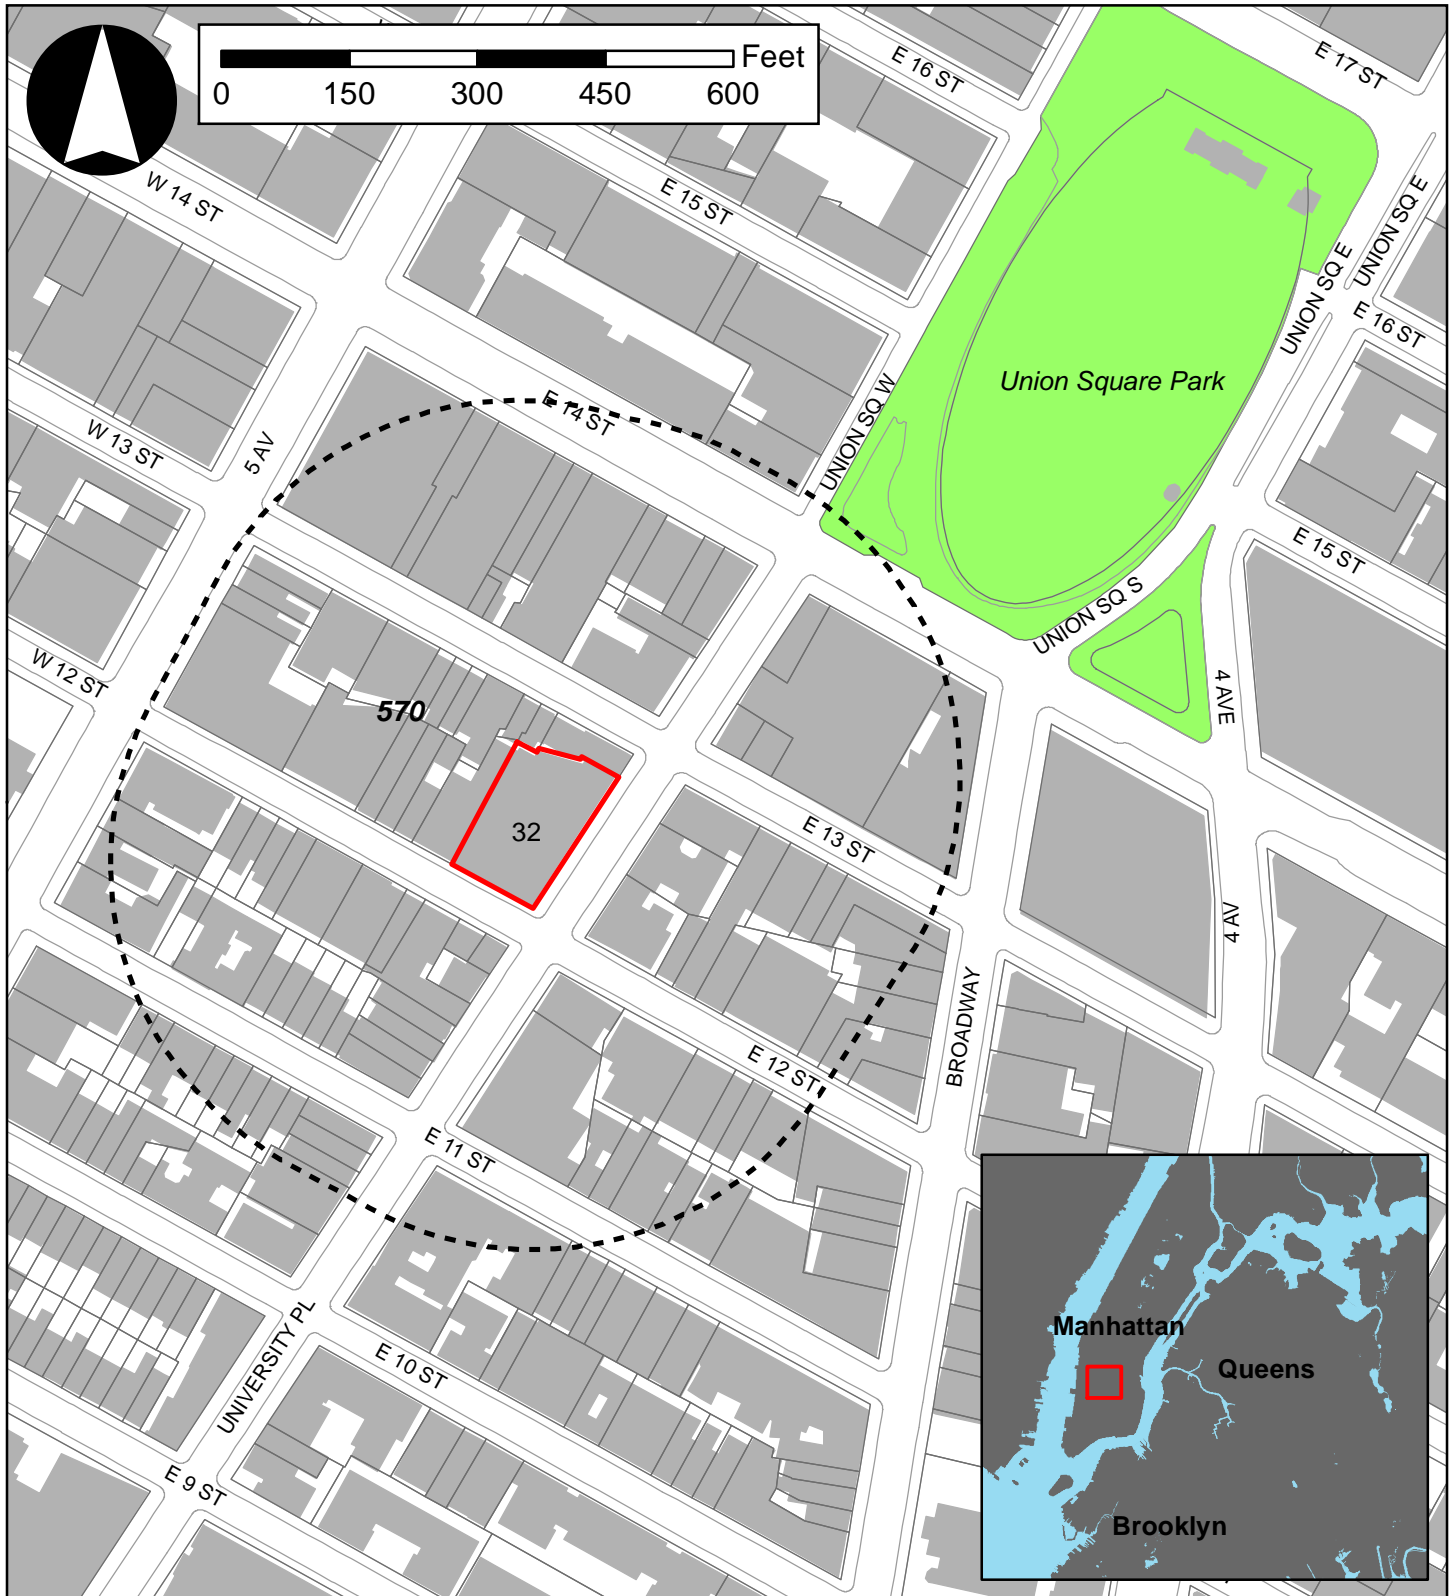 Feet
0 150 300 450 600
E 16 ST
E 17 ST
W 14 ST
E 15 ST
UNION SQ E
UNION SQ E
E 16 ST
Union Square Park
UNION SQ W
E 14 ST
W 13 ST
5 AV
E 15 ST
UNION SQ S
W 12 ST
4 AVE
570
32
E 13 ST
4 AV
BROADWAY
E 12 ST
E 11 ST
UNIVERSITY PL
E 10 ST
E 9 ST
Manhattan
Queens
Brooklyn